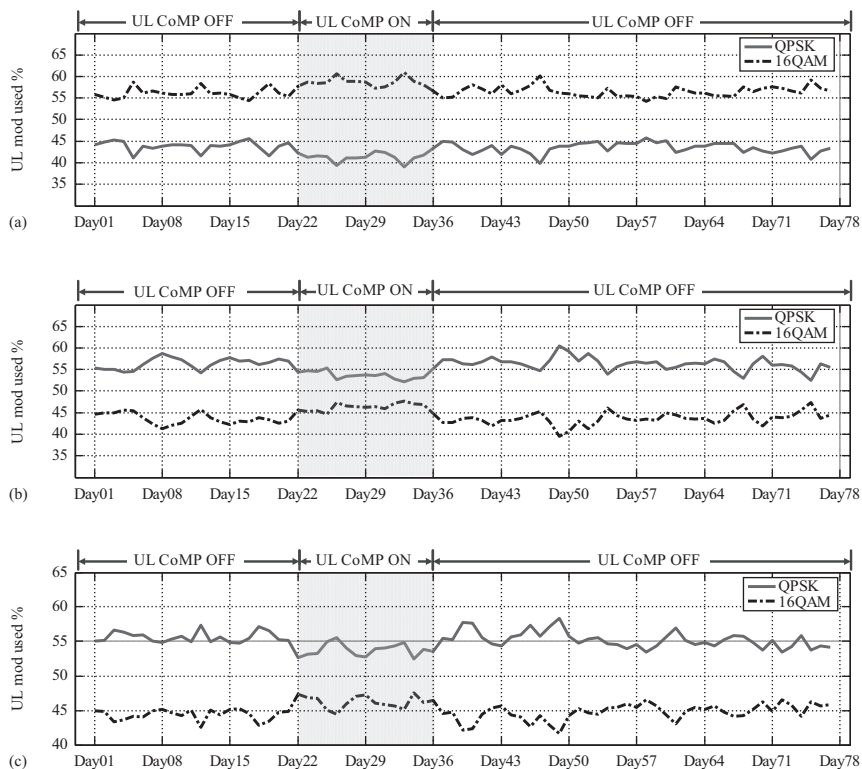 UL CoMP OFF UL CoMP ON UL CoMP OFF
65
60
55
50
45
40
35
UL mod used %
QPSK
16QAM
(a)
Day01 Day08 Day15 Day22 Day29 Day36 Day43 Day50 Day57 Day64 Day71 Day78
UL CoMP OFF UL CoMP ON UL CoMP OFF
65
60
55
50
45
40
35
UL mod used %
QPSK
16QAM
(b)
Day01 Day08 Day15 Day22 Day29 Day36 Day43 Day50 Day57 Day64 Day71 Day78
UL CoMP OFF UL CoMP ON UL CoMP OFF
65
60
55
50
45
40
UL mod used %
QPSK
16QAM
(c)
Day01 Day08 Day15 Day22 Day29 Day36 Day43 Day50 Day57 Day64 Day71 Day78